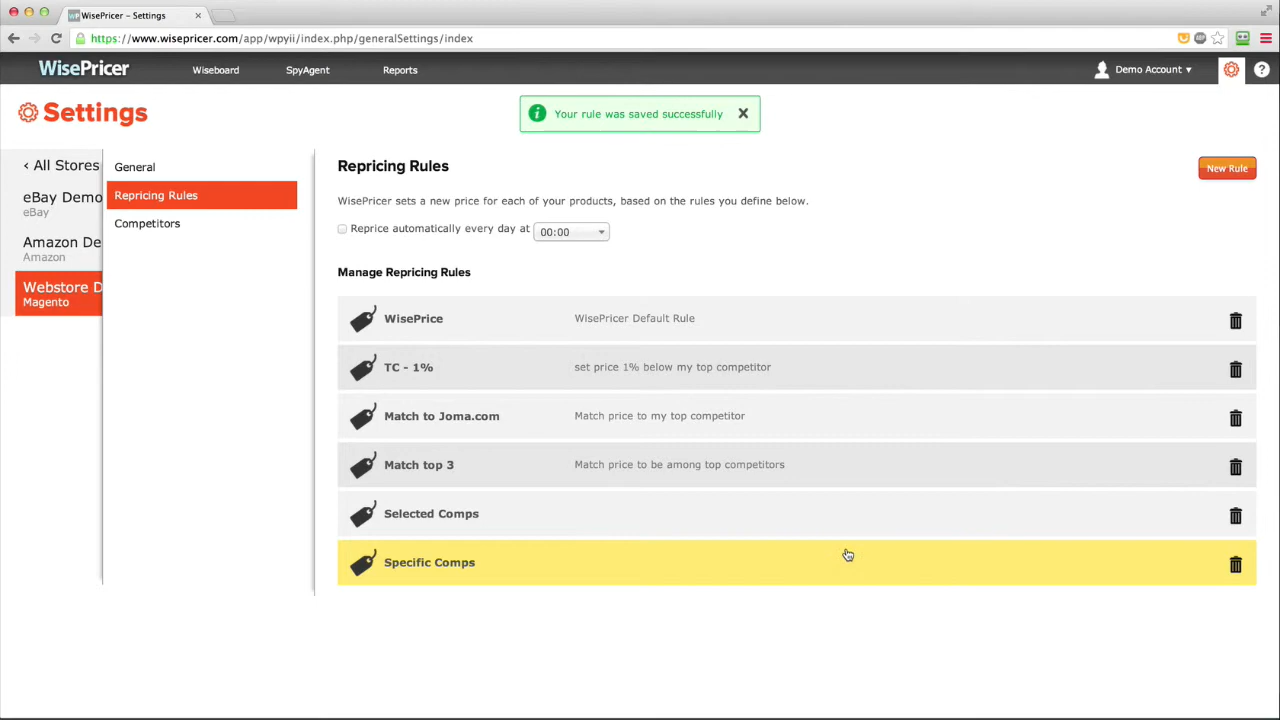 WisePricer – Settings
https://www.wisepricer.com/app/wpyii/index.php/generalSettings/index
WisePricer
Wiseboard
SpyAgent
Reports
Demo Account
?
Settings
Your rule was saved successfully
< All Stores
eBay Demo
eBay
Amazon De
Amazon
Webstore D
Magento
General
Repricing Rules
Competitors
Repricing Rules
New Rule
WisePricer sets a new price for each of your products, based on the rules you define below.
Reprice automatically every day at 00:00
Manage Repricing Rules
WisePrice WisePricer Default Rule
TC - 1% set price 1% below my top competitor
Match to Joma.com Match price to my top competitor
Match top 3 Match price to be among top competitors
Selected Comps
Specific Comps